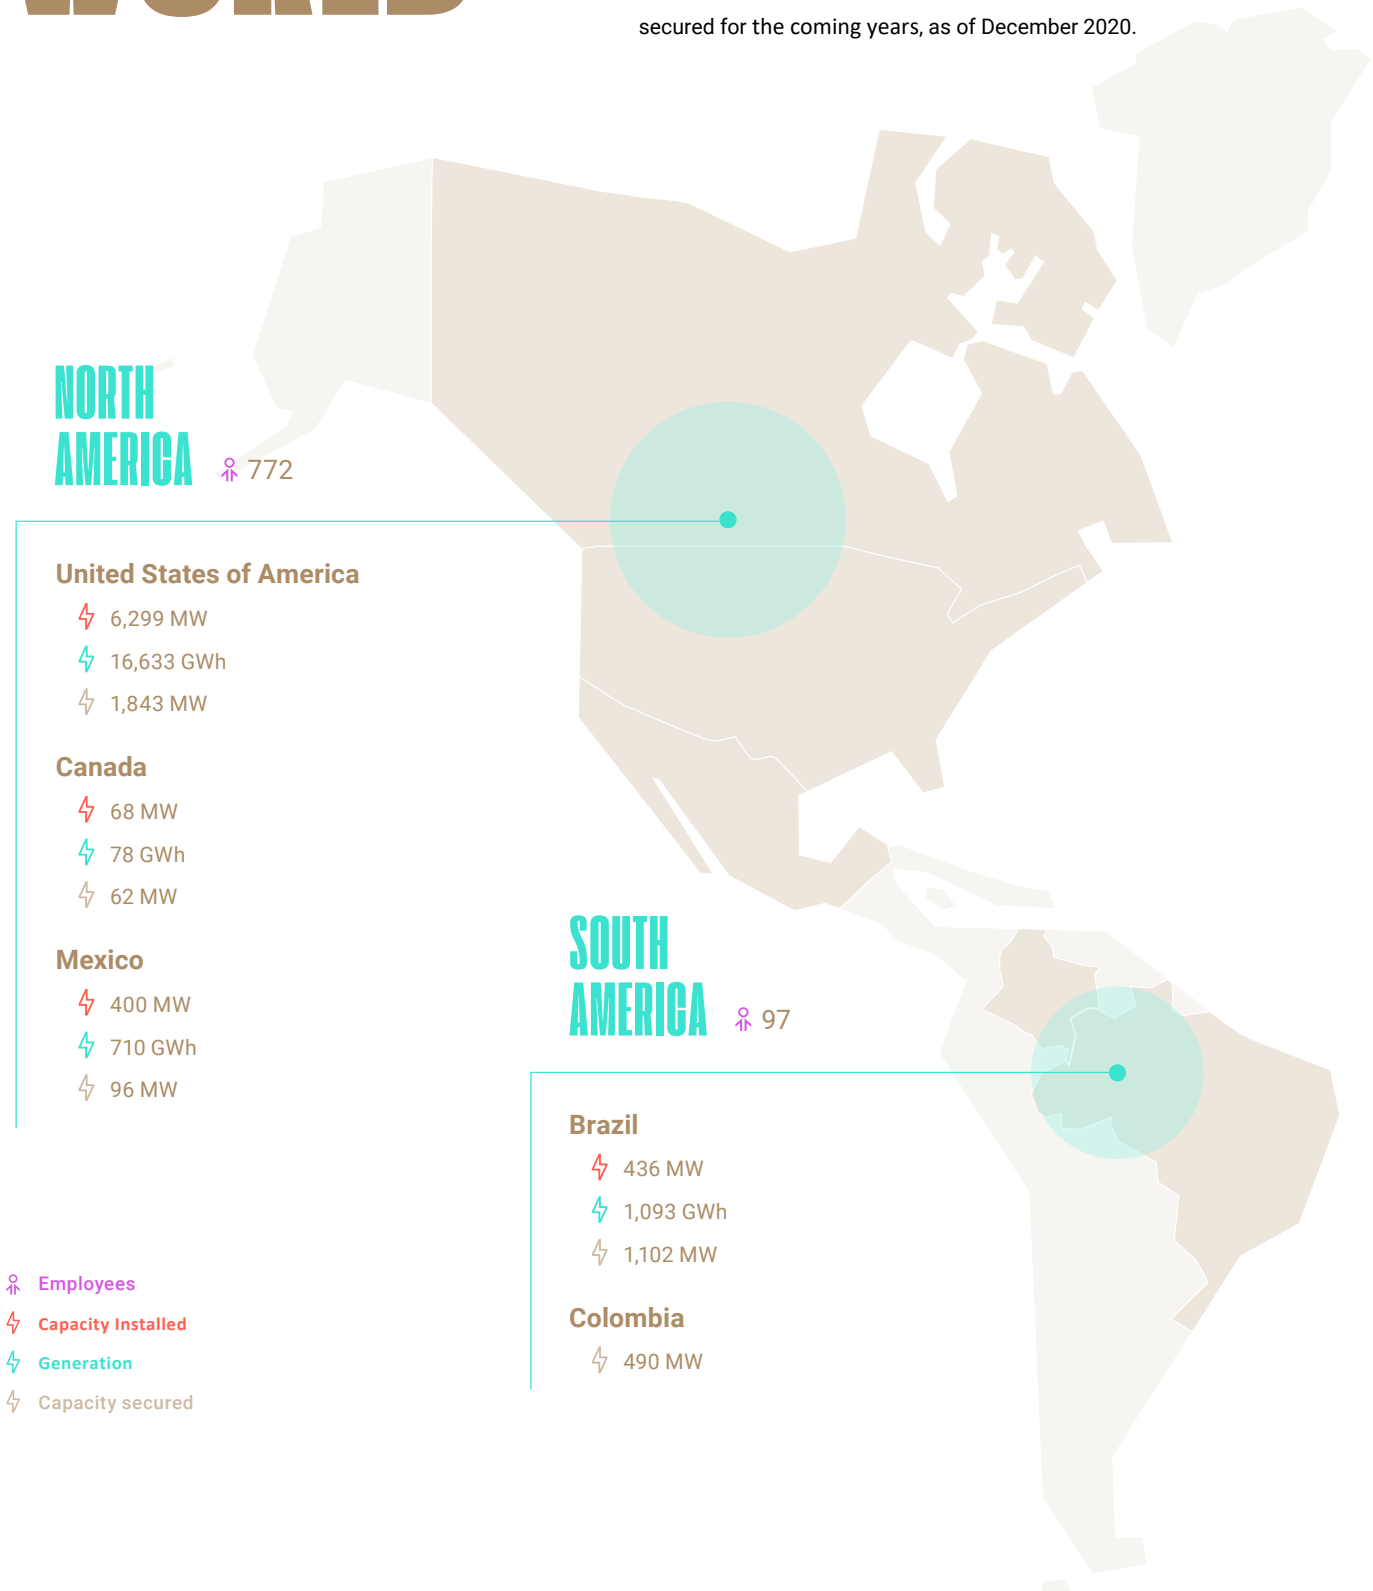 WORLD
secured for the coming years, as of December 2020.
NORTH
AMERICA 772
United States of America
6,299 MW
16,633 GWh
1,843 MW
Canada
68 MW
78 GWh
62 MW
Mexico
400 MW
710 GWh
96 MW
SOUTH
AMERICA 97
Brazil
436 MW
1,093 GWh
1,102 MW
Colombia
490 MW
Employees
Capacity Installed
Generation
Capacity secured